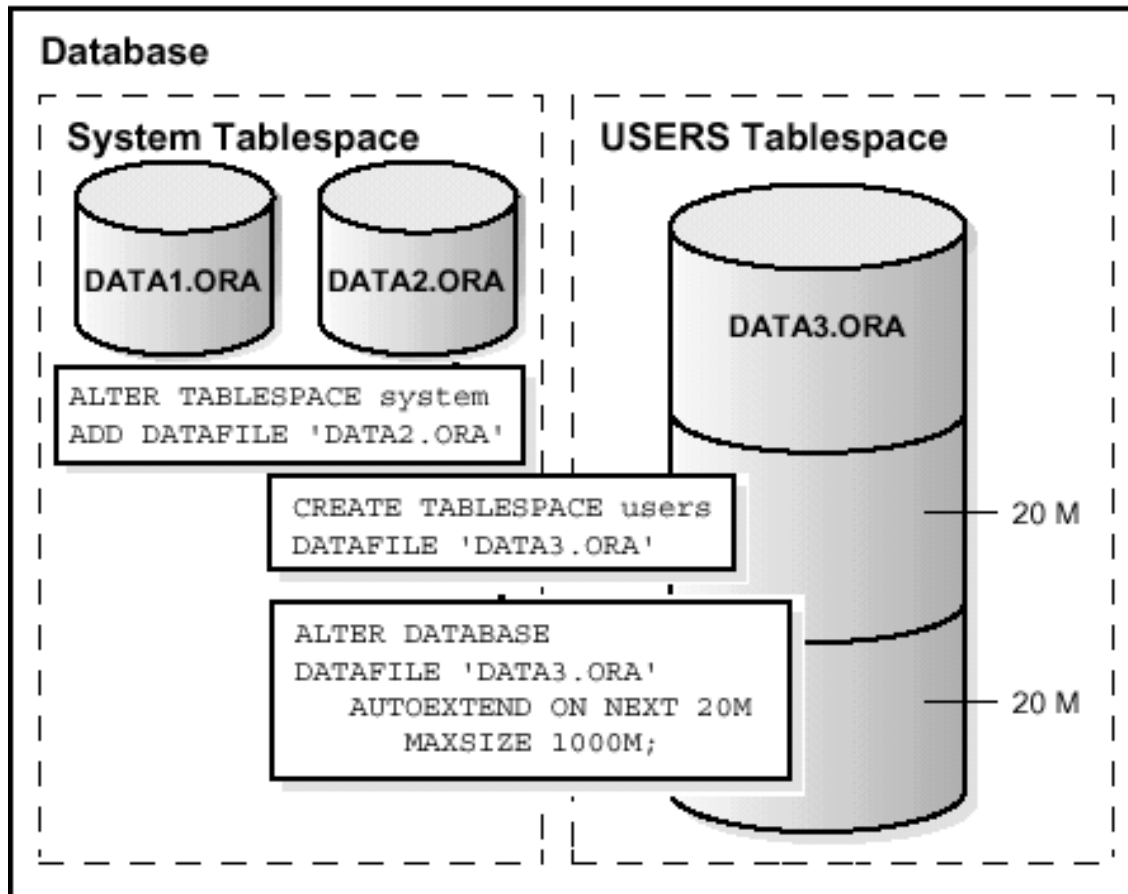 Database
System Tablespace
USERS Tablespace
DATA1.ORA
DATA2.ORA
DATA3.ORA
ALTER TABLESPACE system
ADD DATAFILE 'DATA2.ORA'
CREATE TABLESPACE users
DATAFILE 'DATA3.ORA'
20 M
ALTER DATABASE
DATAFILE 'DATA3.ORA'
AUTOEXTEND ON NEXT 20M
MAXSIZE 1000M;
20 M